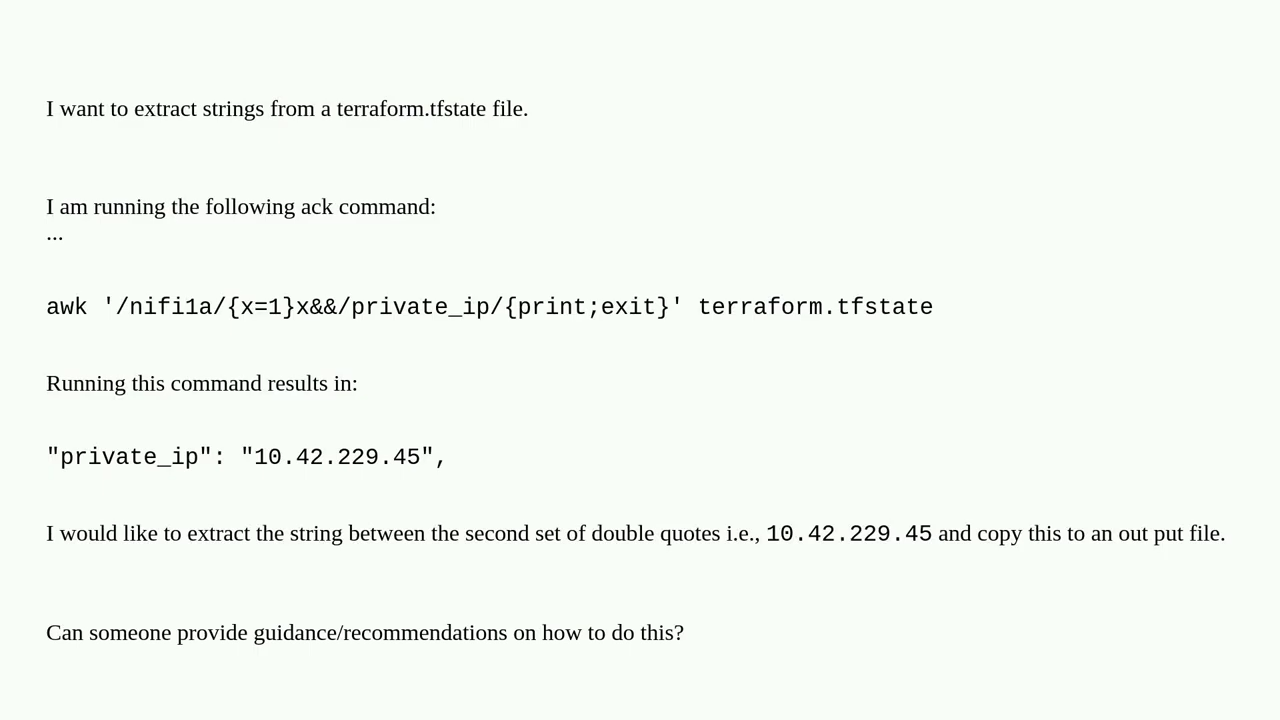 I want to extract strings from a terraform.tfstate file.
I am running the following ack command:
...
awk '/nifi1a/{x=1}x&&/private_ip/{print;exit}' terraform.tfstate
Running this command results in:
"private_ip": "10.42.229.45",
I would like to extract the string between the second set of double quotes i.e., 10.42.229.45 and copy this to an out put file.
Can someone provide guidance/recommendations on how to do this?